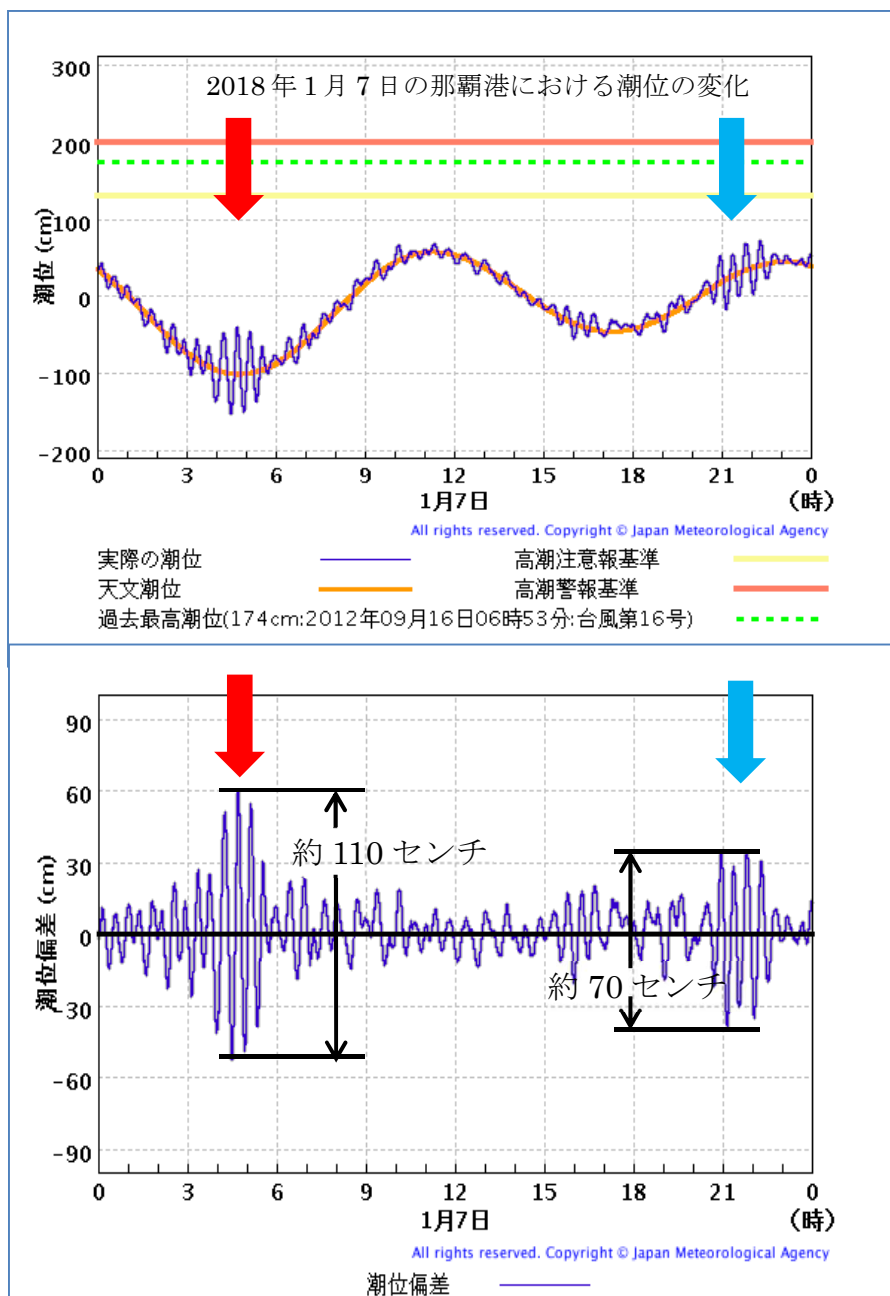 2018年1月7日の那覇港における潮位の変化
潮位 (cm)
300
200
100
0
-100
-200
0 3 6 9 12 15 18 21 0
1月7日 (時)
All rights reserved. Copyright © Japan Meteorological Agency
実際の潮位 高潮注意報基準
天文潮位 高潮警報基準
過去最高潮位(174cm:2012年09月16日06時53分:台風第16号)
潮位偏差 (cm)
90
60
30
0
-30
-60
-90
約 110 センチ
約 70 センチ
0 3 6 9 12 15 18 21 0
1月7日 (時)
All rights reserved. Copyright © Japan Meteorological Agency
潮位偏差